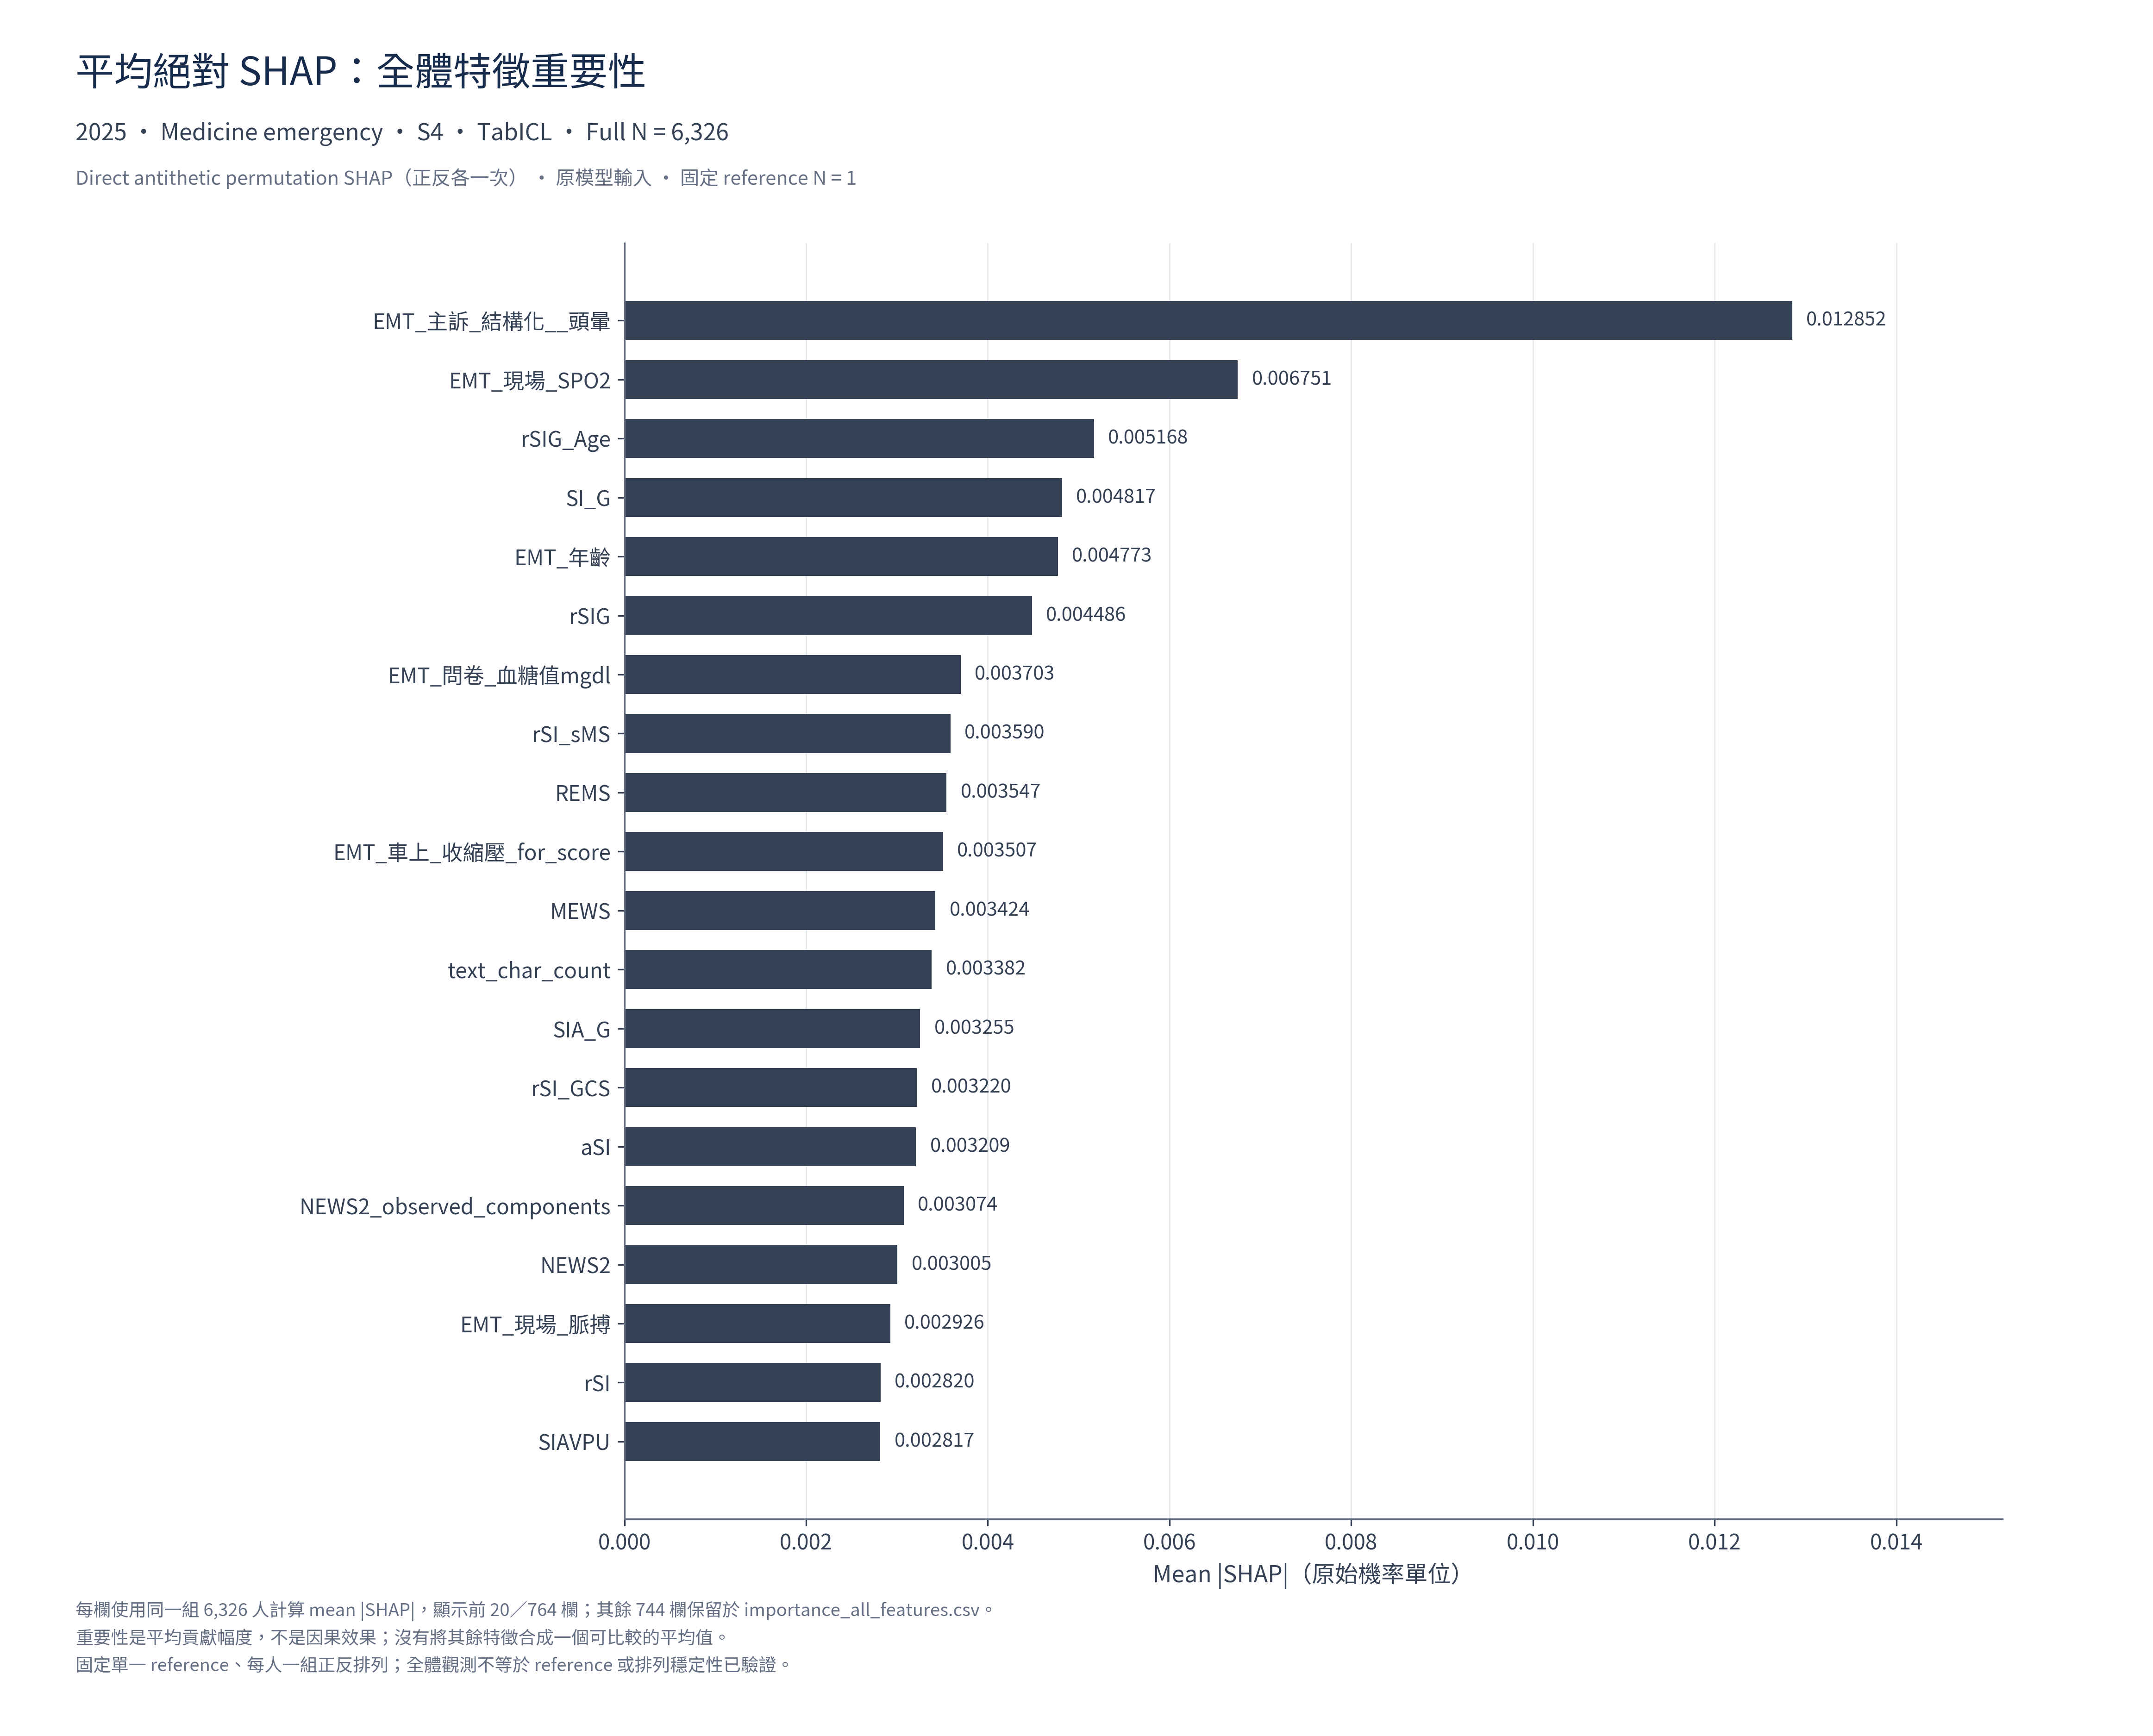 平均絕對 SHAP：全體特徵重要性
2025 • Medicine emergency • S4 • TabICL • Full N = 6,326
Direct antithetic permutation SHAP（正反各一次） • 原模型輸入 • 固定 reference N = 1
EMT_主訴_結構化__頭暈 0.012852
EMT_現場_SPO2 0.006751
rSIG_Age 0.005168
SI_G 0.004817
EMT_年齡 0.004773
rSIG 0.004486
EMT_問卷_血糖值mgdl 0.003703
rSI_sMS 0.003590
REMS 0.003547
EMT_車上_收縮壓_for_score 0.003507
MEWS 0.003424
text_char_count 0.003382
SIA_G 0.003255
rSI_GCS 0.003220
aSI 0.003209
NEWS2_observed_components 0.003074
NEWS2 0.003005
EMT_現場_脈搏 0.002926
rSI 0.002820
SIAVPU 0.002817
0.000 0.002 0.004 0.006 0.008 0.010 0.012 0.014
Mean |SHAP|（原始機率單位）
每欄使用同一組 6,326 人計算 mean |SHAP|，顯示前 20／764 欄；其餘 744 欄保留於 importance_all_features.csv。
重要性是平均貢獻幅度，不是因果效果；沒有將其餘特徵合成一個可比較的平均值。
固定單一 reference、每人一組正反排列；全體觀測不等於 reference 或排列穩定性已驗證。